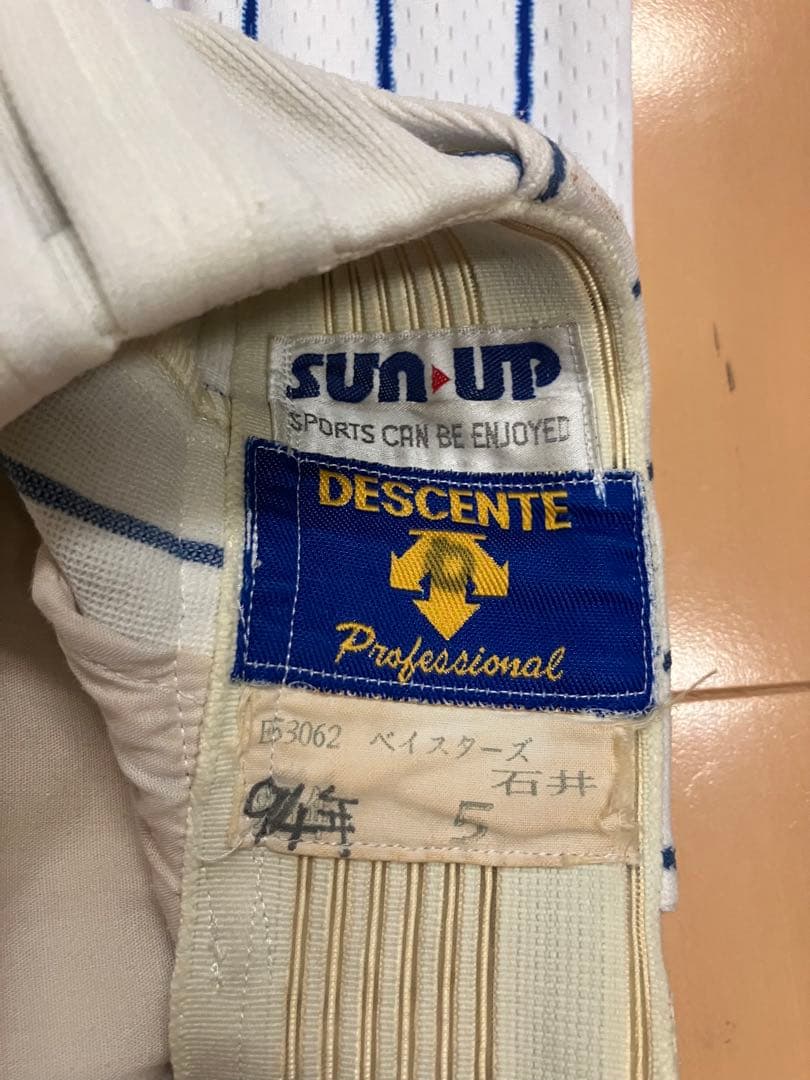 SUN UP
SPORTS CAN BE ENJOYED
DESCENTE
Professional
E53062 ベイスターズ
石井
94年 5